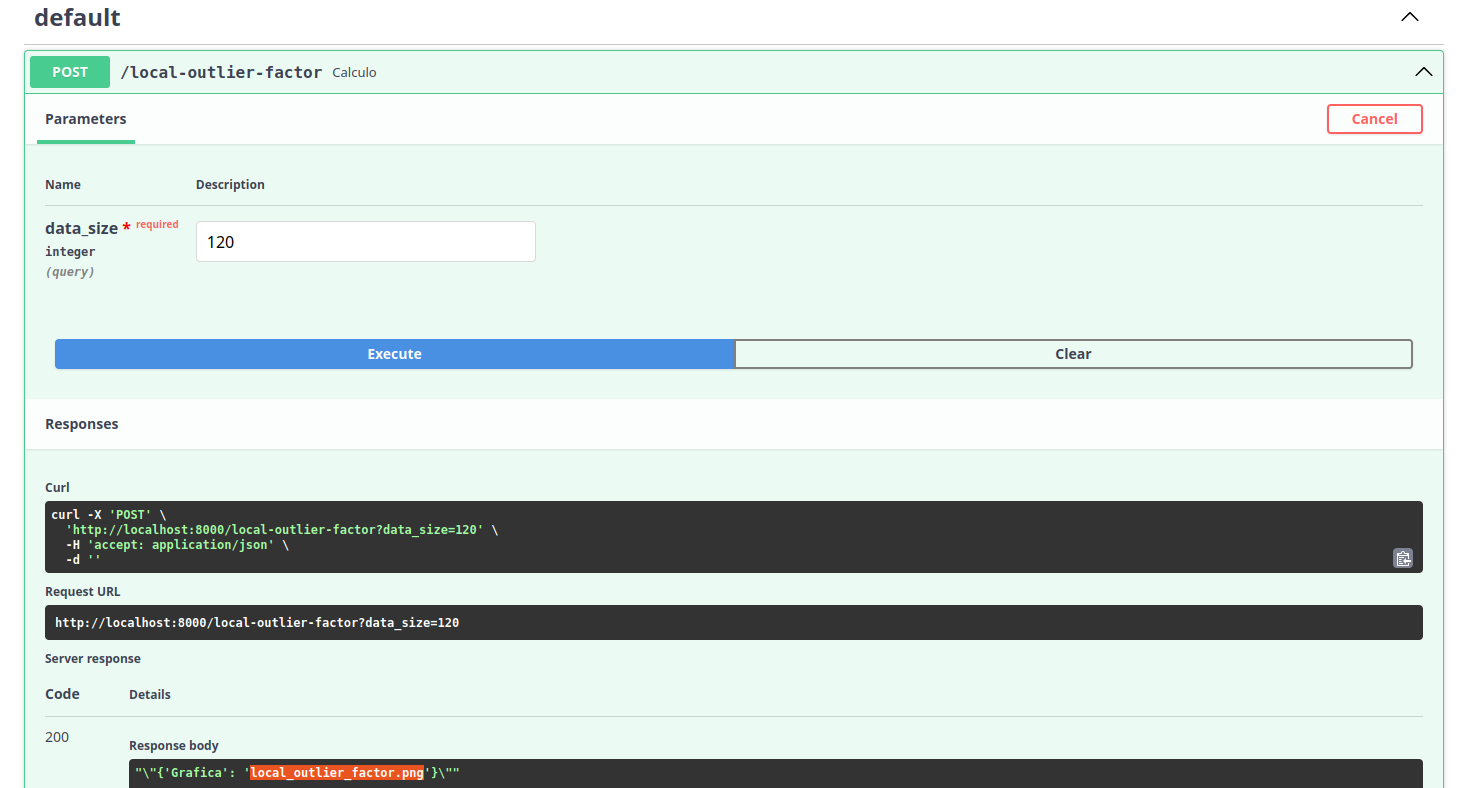 default
POST /local-outlier-factor Calculo
Parameters Cancel
Name Description
data_size * required
integer
(query)
120
Execute Clear
Responses
Curl
curl -X 'POST' \
  'http://localhost:8000/local-outlier-factor?data_size=120' \
  -H 'accept: application/json' \
  -d ''
Request URL
http://localhost:8000/local-outlier-factor?data_size=120
Server response
Code Details
200
Response body
"\"{'Grafica': 'local_outlier_factor.png'}\""